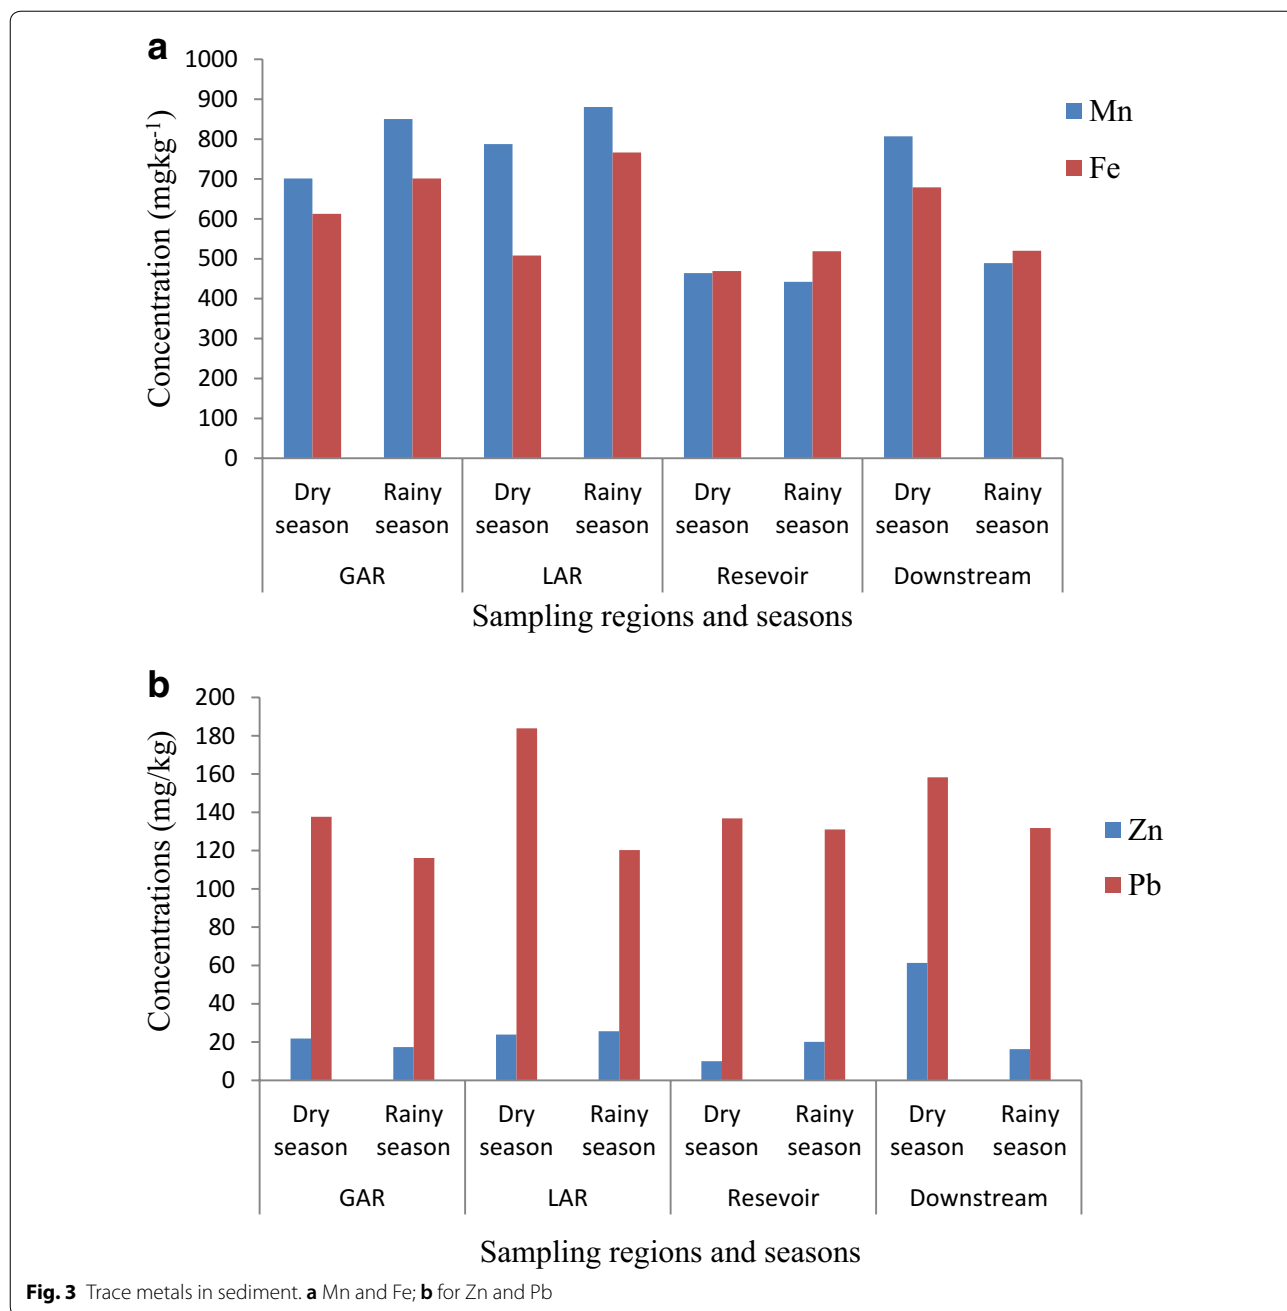 a
1000
900
800
700
600
500
400
300
200
100
0
Concentration (mgkg-1)
Mn
Fe
Dry season Rainy season Dry season Rainy season Dry season Rainy season Dry season Rainy season
GAR LAR Resevoir Downstream
Sampling regions and seasons
b
200
180
160
140
120
100
80
60
40
20
0
Concentrations (mg/kg)
Zn
Pb
Dry season Rainy season Dry season Rainy season Dry season Rainy season Dry season Rainy season
GAR LAR Resevoir Downstream
Sampling regions and seasons
Fig. 3 Trace metals in sediment. a Mn and Fe; b for Zn and Pb